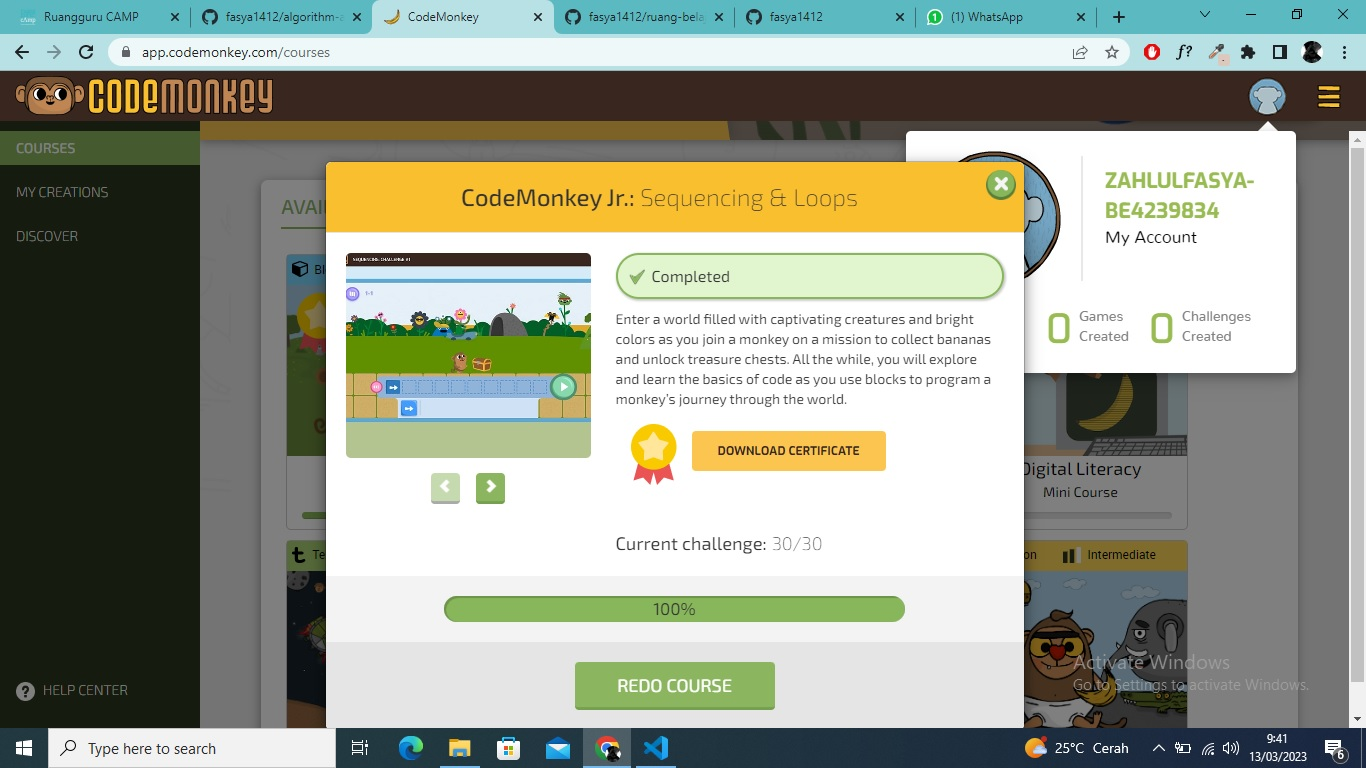 Ruangguru CAMP
fasya1412/algorithm-a
CodeMonkey
fasya1412/ruang-bela
fasya1412
(1) WhatsApp
app.codemonkey.com/courses
f?
CODEMONKEY
COURSES
MY CREATIONS
DISCOVER
HELP CENTER
AVAI
ZAHLULFASYA-
BE4239834
My Account
0 Games Created
0 Challenges Created
CodeMonkey Jr.: Sequencing & Loops
SEQUENCING CHALLENGE #1
1-1
Completed
Enter a world filled with captivating creatures and bright
colors as you join a monkey on a mission to collect bananas
and unlock treasure chests. All the while, you will explore
and learn the basics of code as you use blocks to program a
monkey's journey through the world.
DOWNLOAD CERTIFICATE
Current challenge: 30/30
100%
REDO COURSE
Digital Literacy
Mini Course
Intermediate
Activate Windows
Go to Settings to activate Windows.
Type here to search
25°C Cerah
9:41
13/03/2023
6